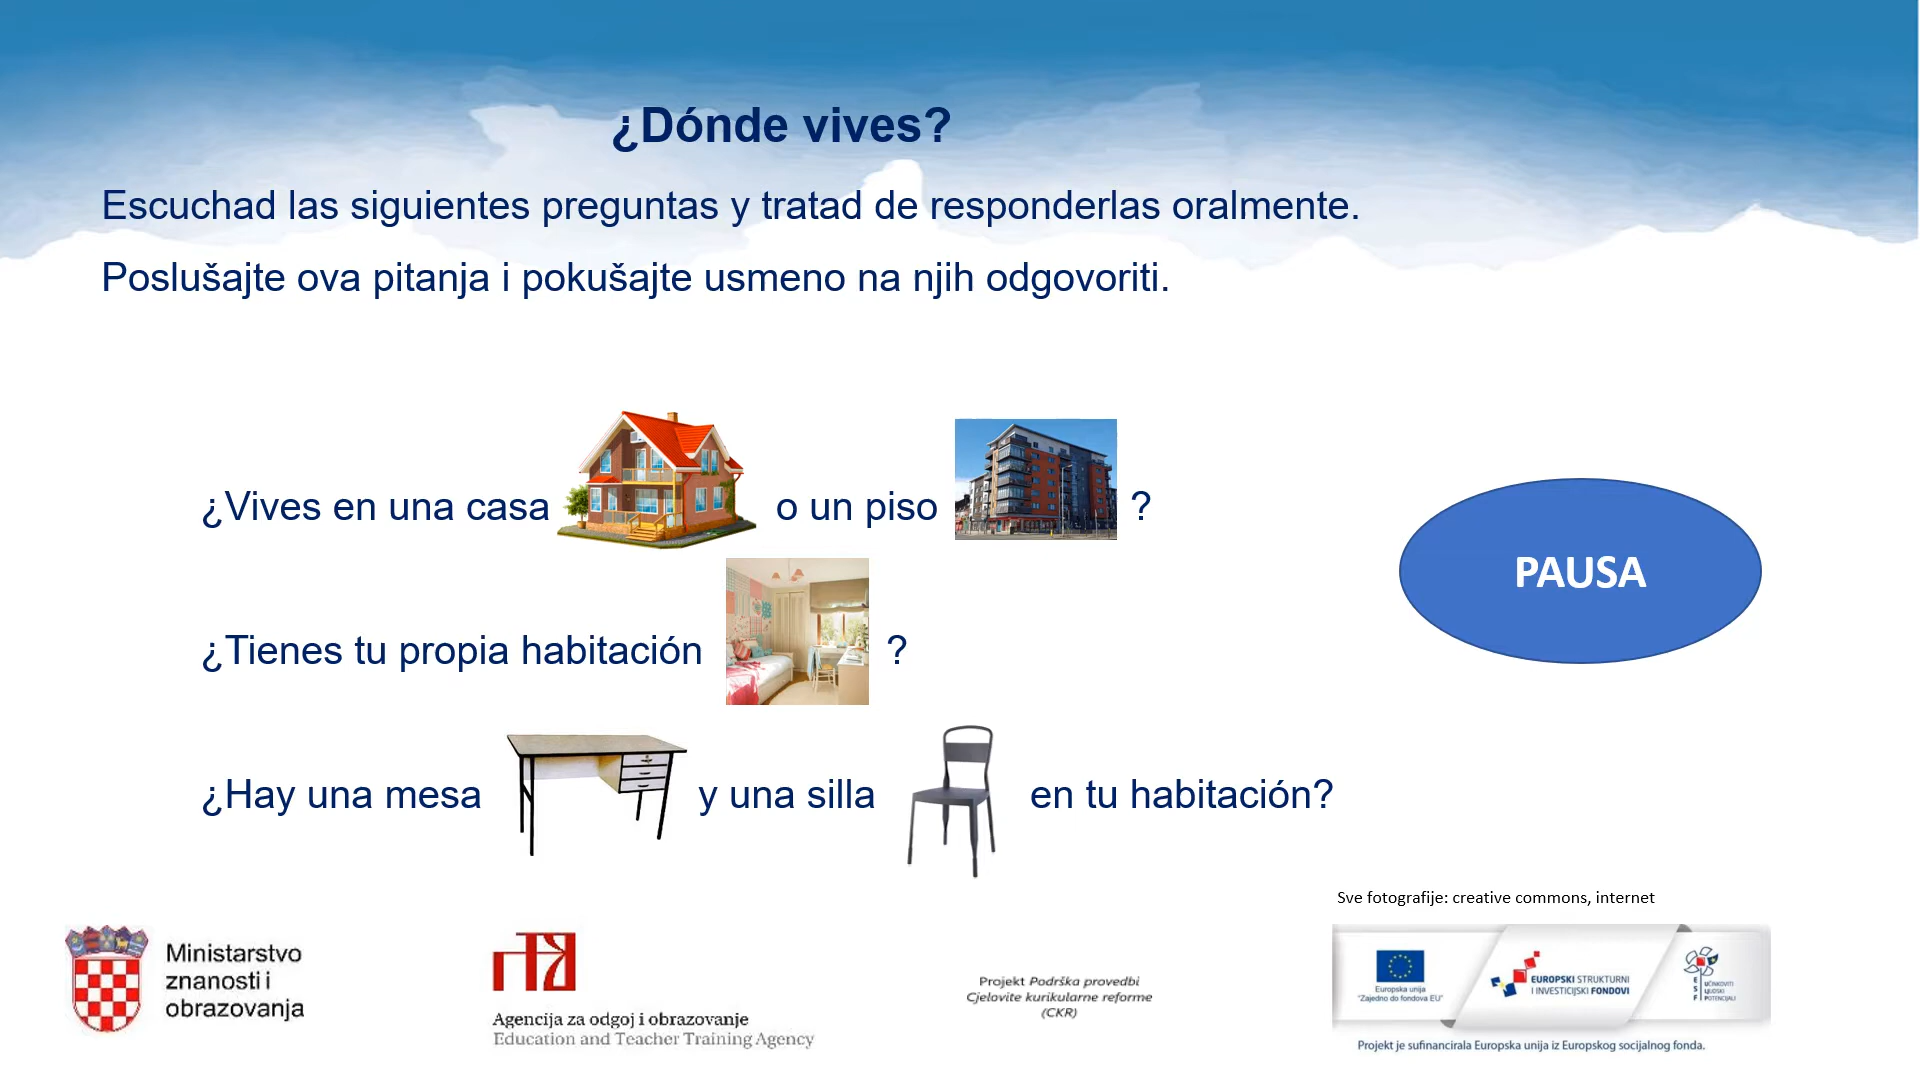 ¿Dónde vives?
Escuchad las siguientes preguntas y tratad de responderlas oralmente.
Poslušajte ova pitanja i pokušajte usmeno na njih odgovoriti.
¿Vives en una casa o un piso ?
¿Tienes tu propia habitación ?
¿Hay una mesa y una silla en tu habitación?
PAUSA
Sve fotografije: creative commons, internet
Ministarstvo
znanosti i
obrazovanja
Agencija za odgoj i obrazovanje
Education and Teacher Training Agency
Projekt Podrška provedbi
Cjelovite kurikularne reforme
(CKR)
Europska unija
"Zajedno do fondova EU"
EUROPSKI STRUKTURNI
I INVESTICIJSKI FONDOVI
ESF
UČINKOVITI
LJUDSKI
POTENCIJALI
Projekt je sufinancirala Europska unija iz Europskog socijalnog fonda.